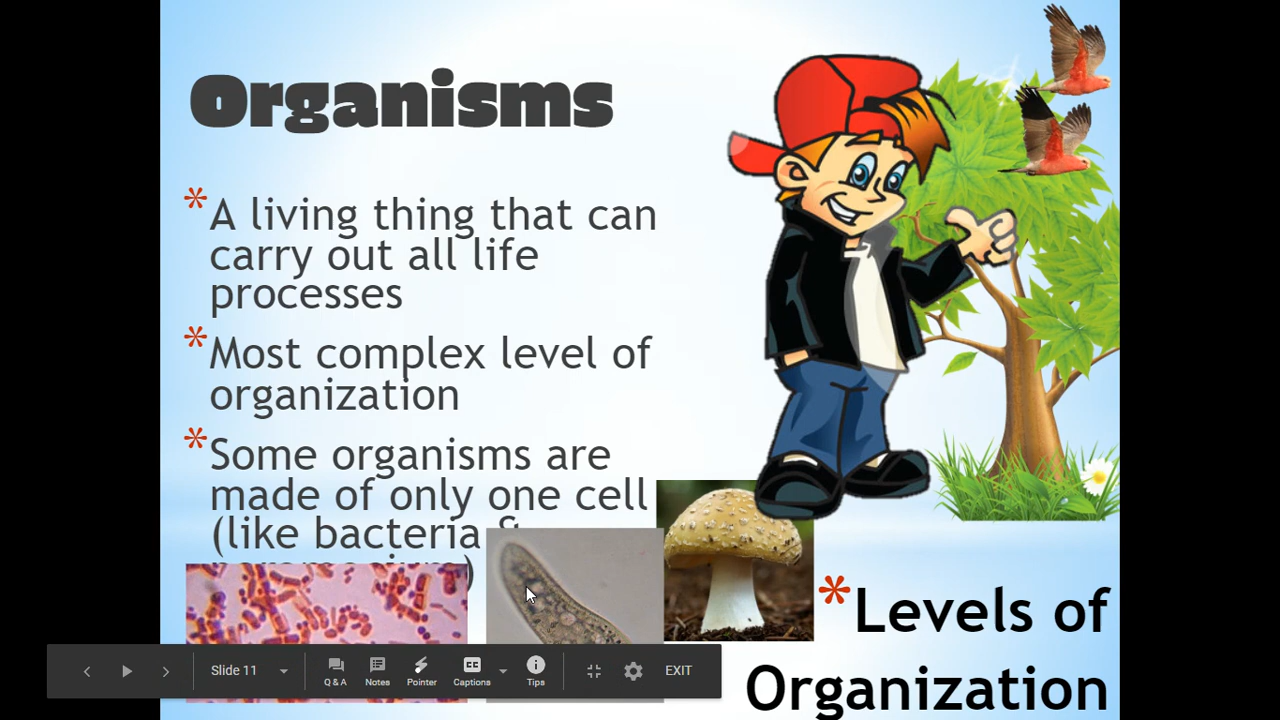 Organisms
* A living thing that can
carry out all life
processes
* Most complex level of
organization
* Some organisms are
made of only one cell
(like bacteria &
)
* Levels of
Organization
Slide 11
Q & A
Notes
Pointer
CC
Captions
Tips
EXIT